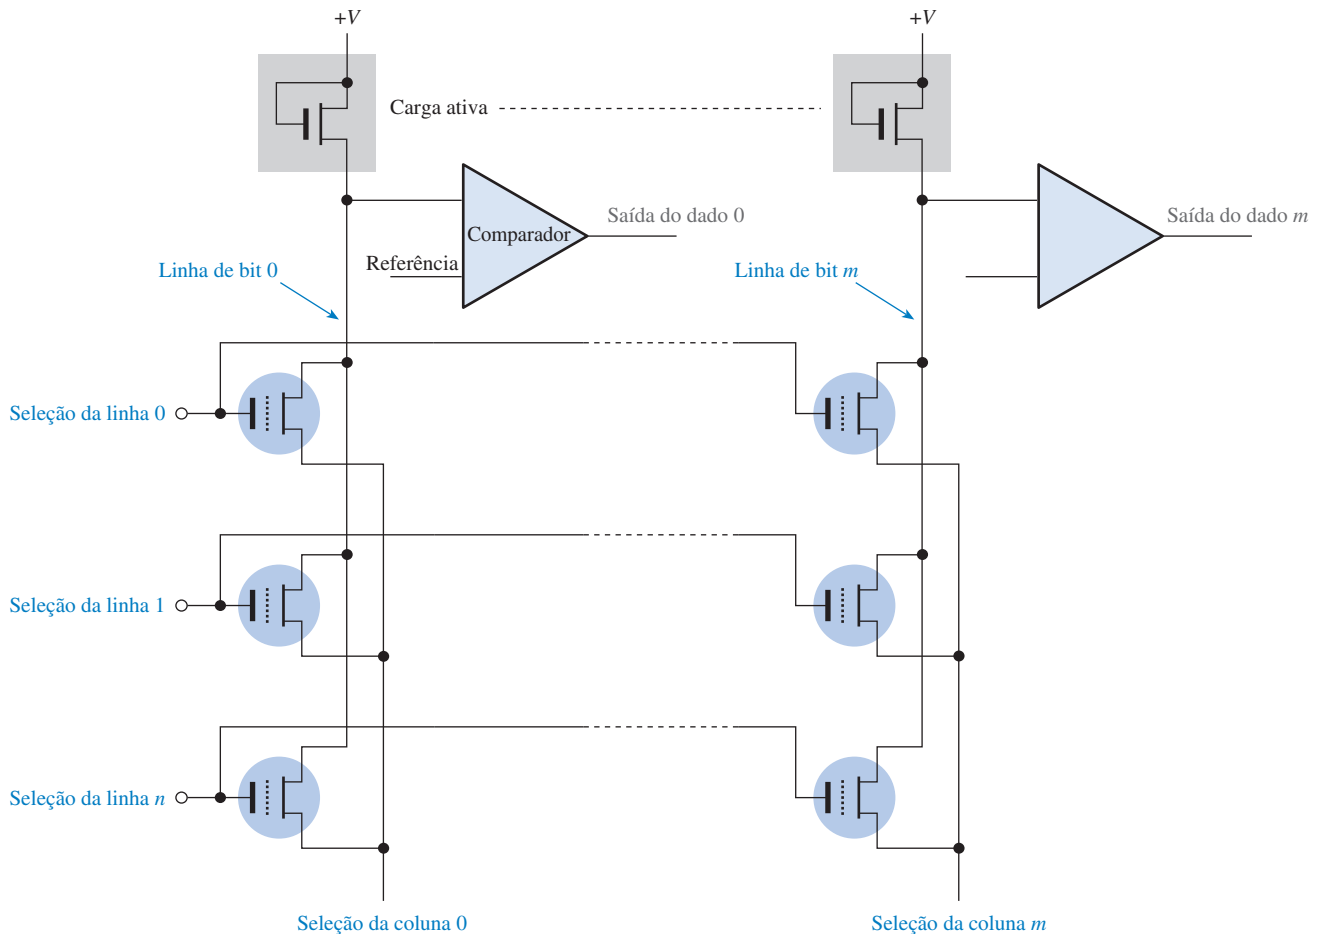 +V
+V
Carga ativa
Saída do dado 0
Saída do dado m
Comparador
Referência
Linha de bit 0
Linha de bit m
Seleção da linha 0
Seleção da linha 1
Seleção da linha n
Seleção da coluna 0
Seleção da coluna m